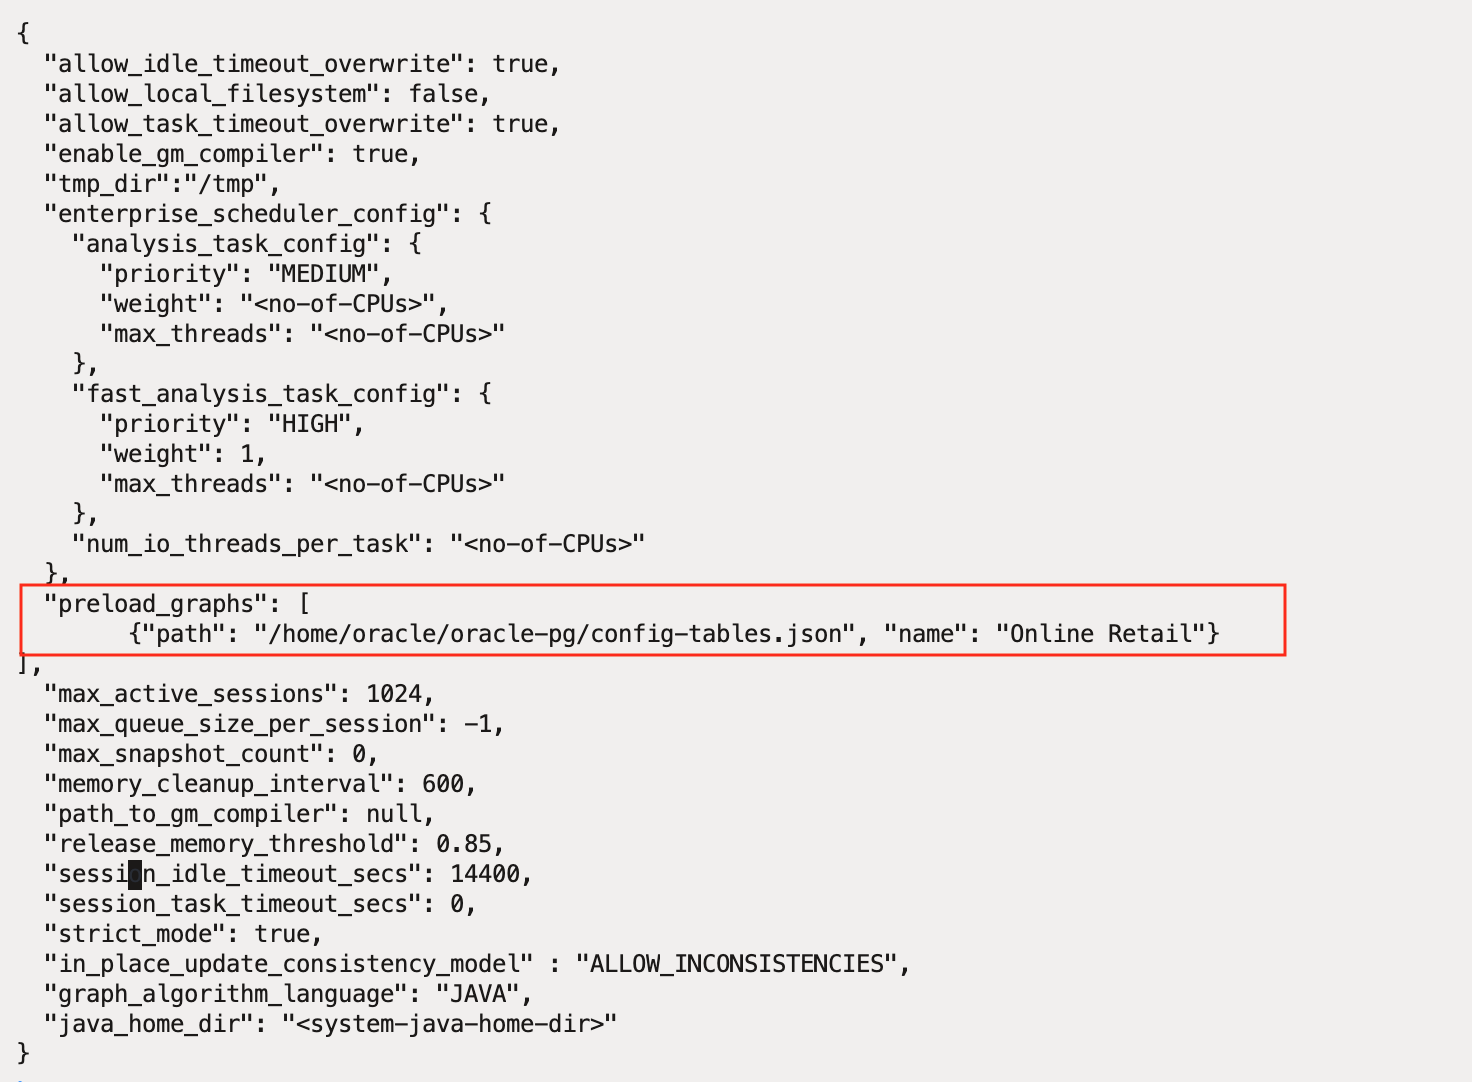 {
  "allow_idle_timeout_overwrite": true,
  "allow_local_filesystem": false,
  "allow_task_timeout_overwrite": true,
  "enable_gm_compiler": true,
  "tmp_dir":"/tmp",
  "enterprise_scheduler_config": {
    "analysis_task_config": {
      "priority": "MEDIUM",
      "weight": "<no-of-CPUs>",
      "max_threads": "<no-of-CPUs>"
    },
    "fast_analysis_task_config": {
      "priority": "HIGH",
      "weight": 1,
      "max_threads": "<no-of-CPUs>"
    },
    "num_io_threads_per_task": "<no-of-CPUs>"
  },
  "preload_graphs": [
        {"path": "/home/oracle/oracle-pg/config-tables.json", "name": "Online Retail"}
],
  "max_active_sessions": 1024,
  "max_queue_size_per_session": -1,
  "max_snapshot_count": 0,
  "memory_cleanup_interval": 600,
  "path_to_gm_compiler": null,
  "release_memory_threshold": 0.85,
  "session_idle_timeout_secs": 14400,
  "session_task_timeout_secs": 0,
  "strict_mode": true,
  "in_place_update_consistency_model" : "ALLOW_INCONSISTENCIES",
  "graph_algorithm_language": "JAVA",
  "java_home_dir": "<system-java-home-dir>"
}